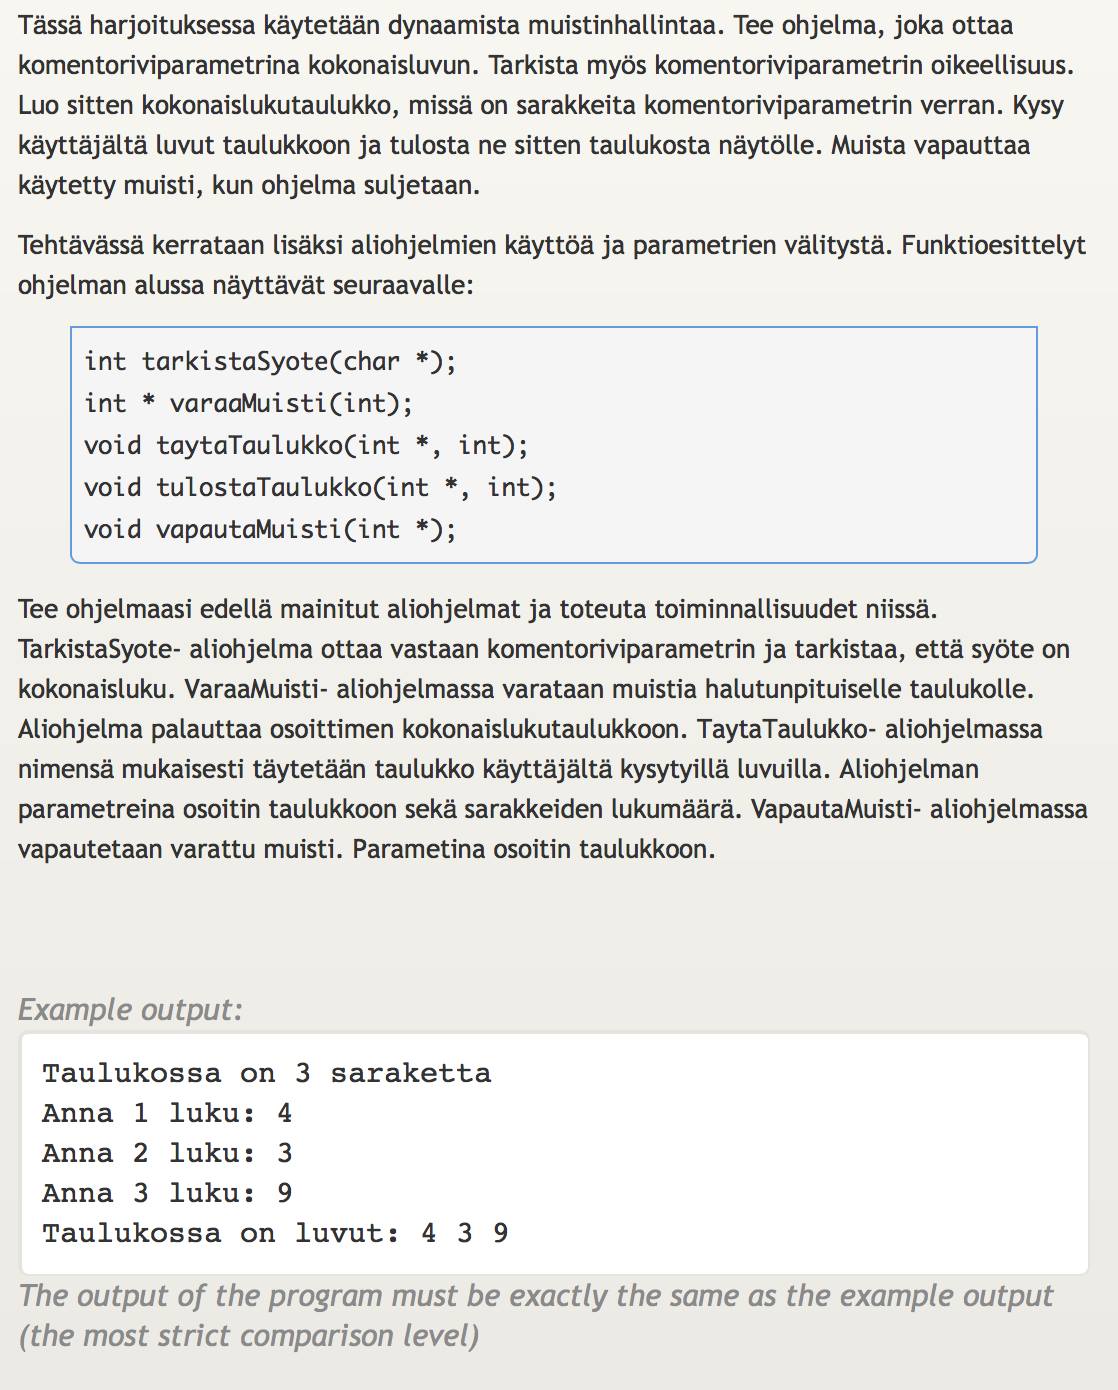 Tässä harjoituksessa käytetään dynaamista muistinhallintaa. Tee ohjelma, joka ottaa
komentoriviparametrina kokonaisluvun. Tarkista myös komentoriviparametrin oikeellisuus.
Luo sitten kokonaislukutaulukko, missä on sarakkeita komentoriviparametrin verran. Kysy
käyttäjältä luvut taulukkoon ja tulosta ne sitten taulukosta näytölle. Muista vapauttaa
käytetty muisti, kun ohjelma suljetaan.
Tehtävässä kerrataan lisäksi aliohjelmien käyttöä ja parametrien välitystä. Funktioesittelyt
ohjelman alussa näyttävät seuraavalle:
int tarkistaSyote(char *);
int * varaaMuisti(int);
void taytaTaulukko(int *, int);
void tulostaTaulukko(int *, int);
void vapautaMuisti(int *);
Tee ohjelmaasi edellä mainitut aliohjelmat ja toteuta toiminnallisuudet niissä.
TarkistaSyote- aliohjelma ottaa vastaan komentoriviparametrin ja tarkistaa, että syöte on
kokonaisluku. VaraaMuisti- aliohjelmassa varataan muistia halutunpituiselle taulukolle.
Aliohjelma palauttaa osoittimen kokonaislukutaulukkoon. TaytaTaulukko- aliohjelmassa
nimensä mukaisesti täytetään taulukko käyttäjältä kysytyillä luvuilla. Aliohjelman
parametreina osoitin taulukkoon sekä sarakkeiden lukumäärä. VapautaMuisti- aliohjelmassa
vapautetaan varattu muisti. Parametina osoitin taulukkoon.
Example output:
Taulukossa on 3 saraketta
Anna 1 luku: 4
Anna 2 luku: 3
Anna 3 luku: 9
Taulukossa on luvut: 4 3 9
The output of the program must be exactly the same as the example output
(the most strict comparison level)